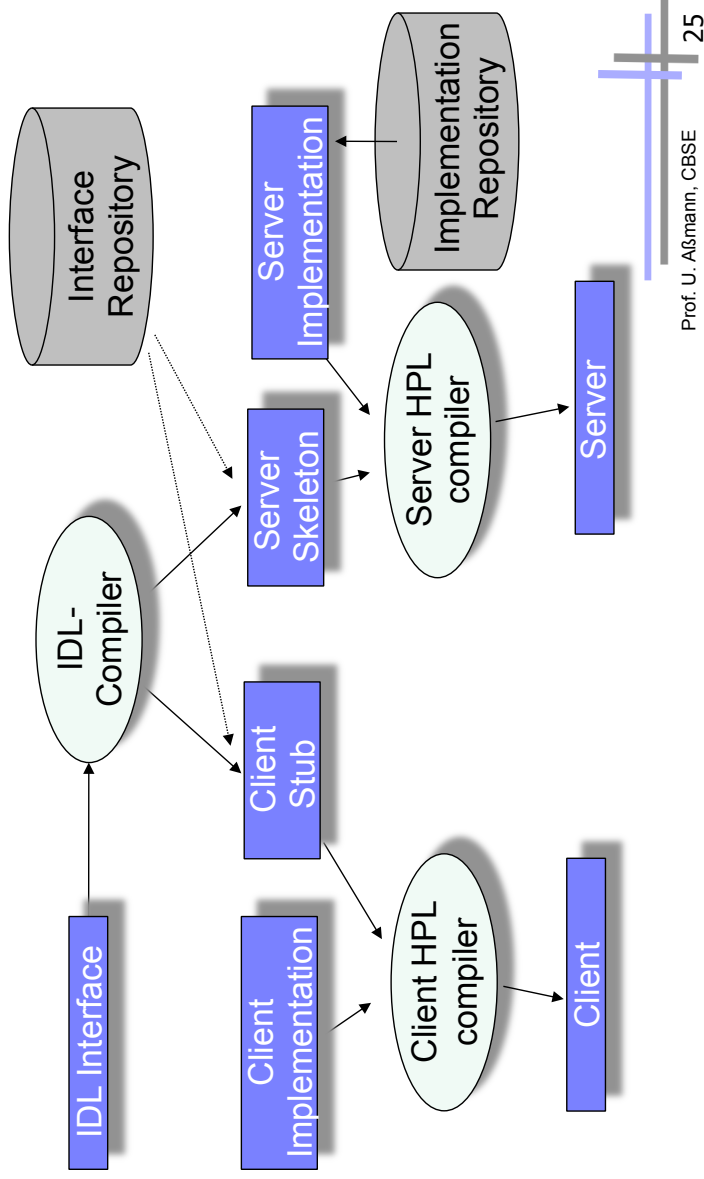 IDL Interface
IDL-
Compiler
Interface
Repository
Client
Implementation
Client
Stub
Server
Skeleton
Server
Implementation
Client HPL
compiler
Server HPL
compiler
Implementation
Repository
Client
Server
Prof. U. Aßmann, CBSE
25